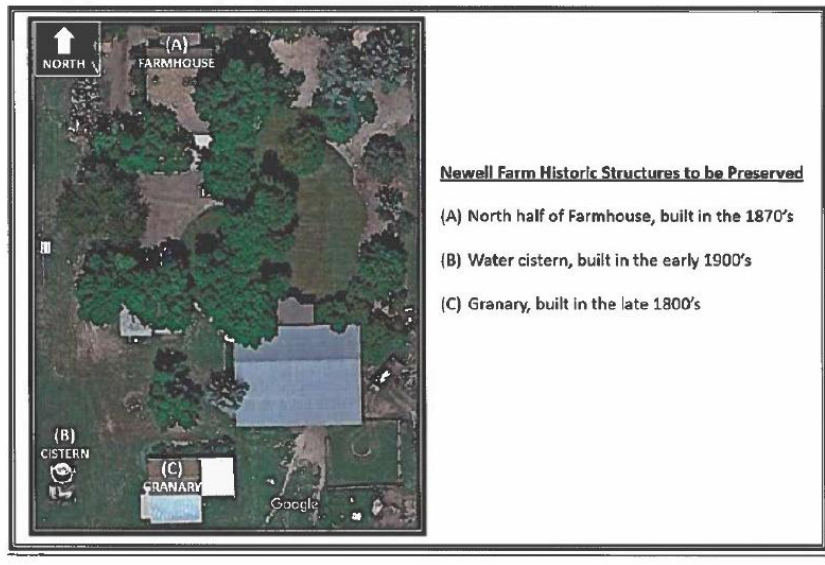 NORTH
(A)
FARMHOUSE
(B)
CISTERN
(C)
GRANARY
Google
Newell Farm Historic Structures to be Preserved
(A) North half of Farmhouse, built in the 1870's
(B) Water cistern, built in the early 1900's
(C) Granary, built in the late 1800's